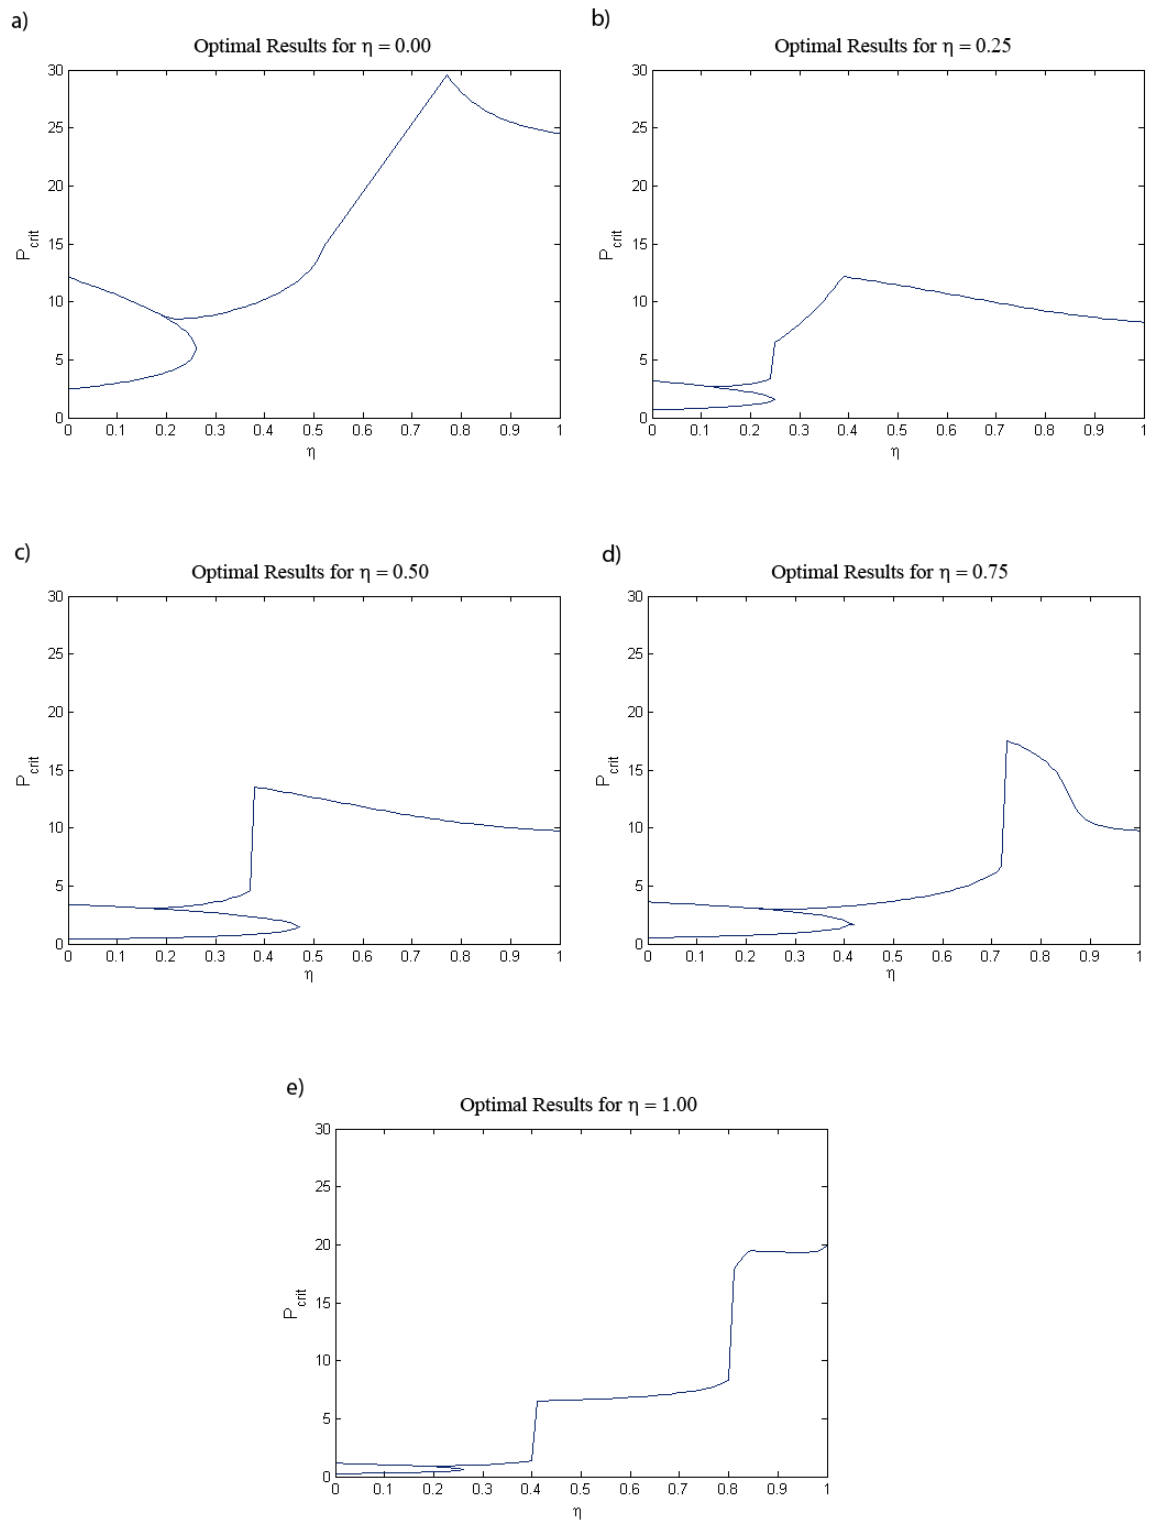 a)
Optimal Results for η = 0.00
30
25
20
15
10
5
0
P crit
0 0.1 0.2 0.3 0.4 0.5 0.6 0.7 0.8 0.9 1
η
b)
Optimal Results for η = 0.25
30
25
20
15
10
5
0
P crit
0 0.1 0.2 0.3 0.4 0.5 0.6 0.7 0.8 0.9 1
η
c)
Optimal Results for η = 0.50
30
25
20
15
10
5
0
P crit
0 0.1 0.2 0.3 0.4 0.5 0.6 0.7 0.8 0.9 1
η
d)
Optimal Results for η = 0.75
30
25
20
15
10
5
0
P crit
0 0.1 0.2 0.3 0.4 0.5 0.6 0.7 0.8 0.9 1
η
e)
Optimal Results for η = 1.00
30
25
20
15
10
5
0
P crit
0 0.1 0.2 0.3 0.4 0.5 0.6 0.7 0.8 0.9 1
η